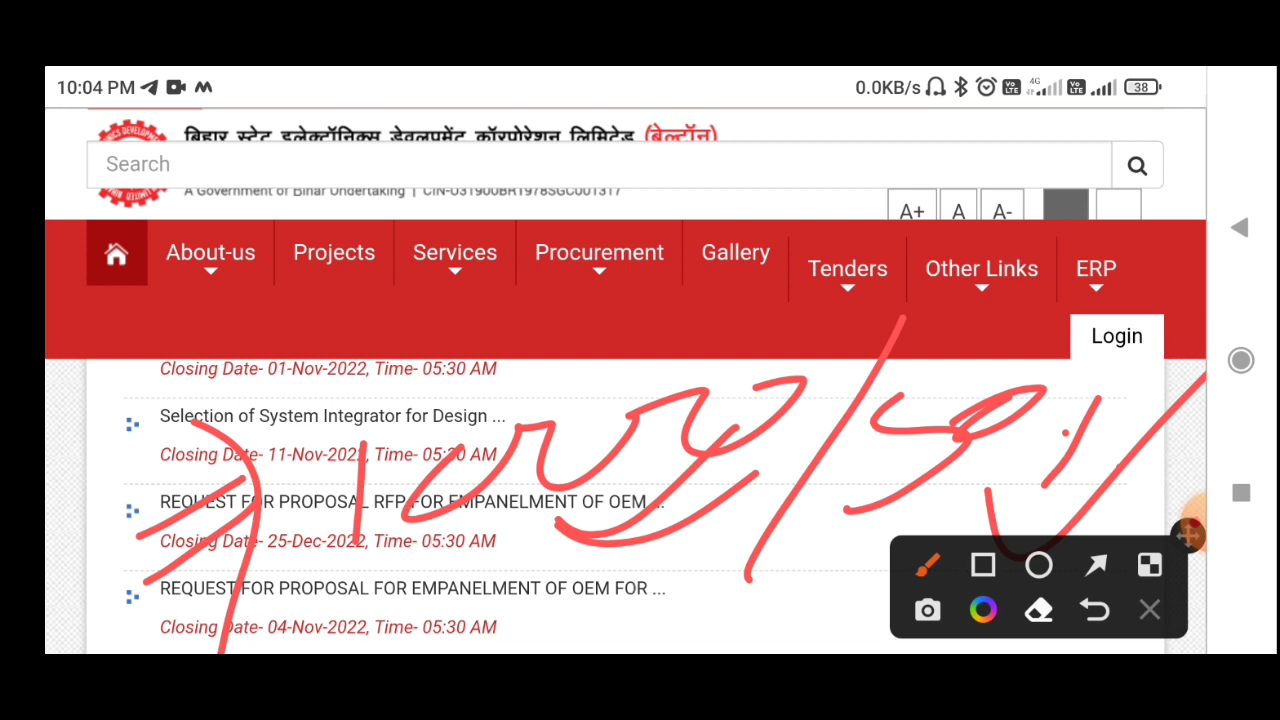 10:04 PM 0.0KB/s 4G 38
बिहार स्टेट इलेक्ट्रॉनिक्स डेवलपमेंट कॉरपोरेशन लिमिटेड (बेल्ट्रॉन)
Search
A Government of Bihar Undertaking | CIN-U31900BR1978SGC001317
A+ A A-
About-us Projects Services Procurement Gallery Tenders Other Links ERP
Login
Closing Date- 01-Nov-2022, Time- 05:30 AM
Selection of System Integrator for Design ...
Closing Date- 11-Nov-2022, Time- 05:30 AM
REQUEST FOR PROPOSAL RFP FOR EMPANELMENT OF OEM ...
Closing Date- 25-Dec-2022, Time- 05:30 AM
REQUEST FOR PROPOSAL FOR EMPANELMENT OF OEM FOR ...
Closing Date- 04-Nov-2022, Time- 05:30 AM